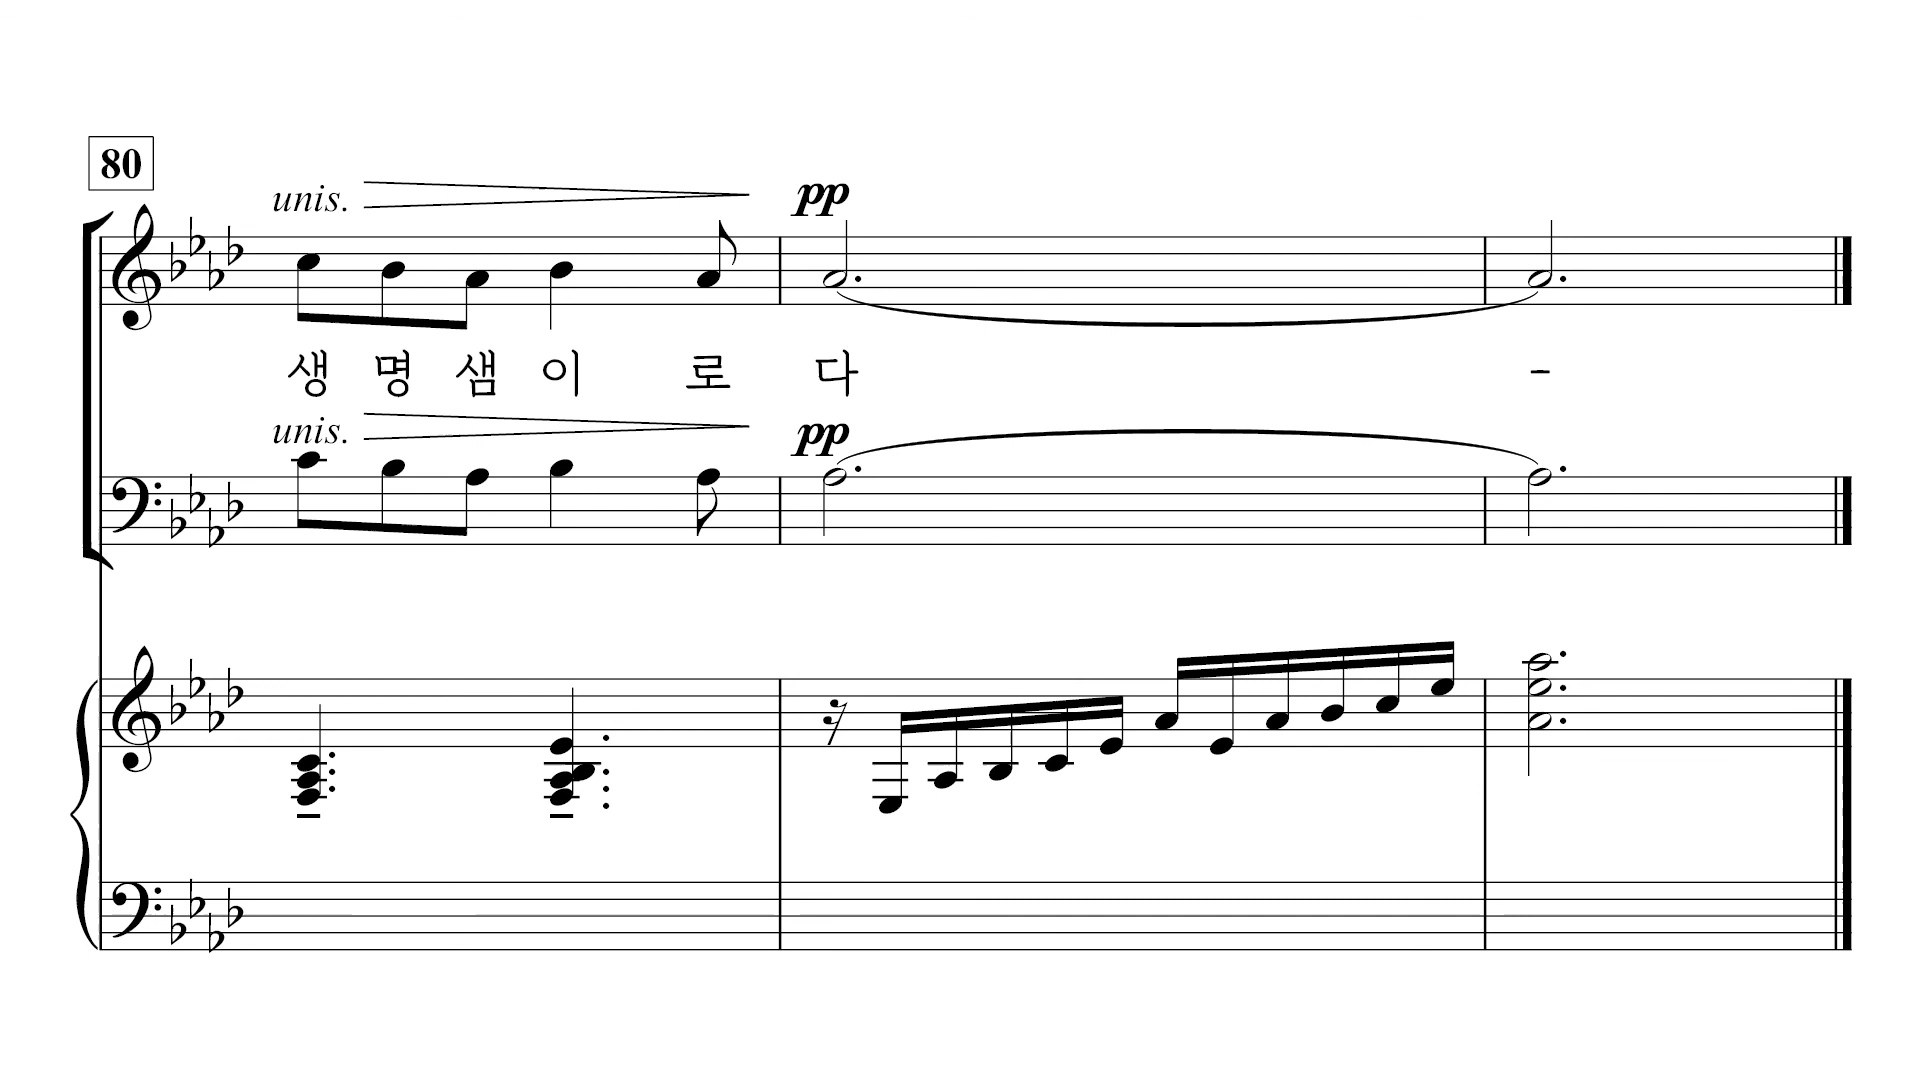 80
unis.
pp
생 명 샘 이 로 다 -
unis.
pp